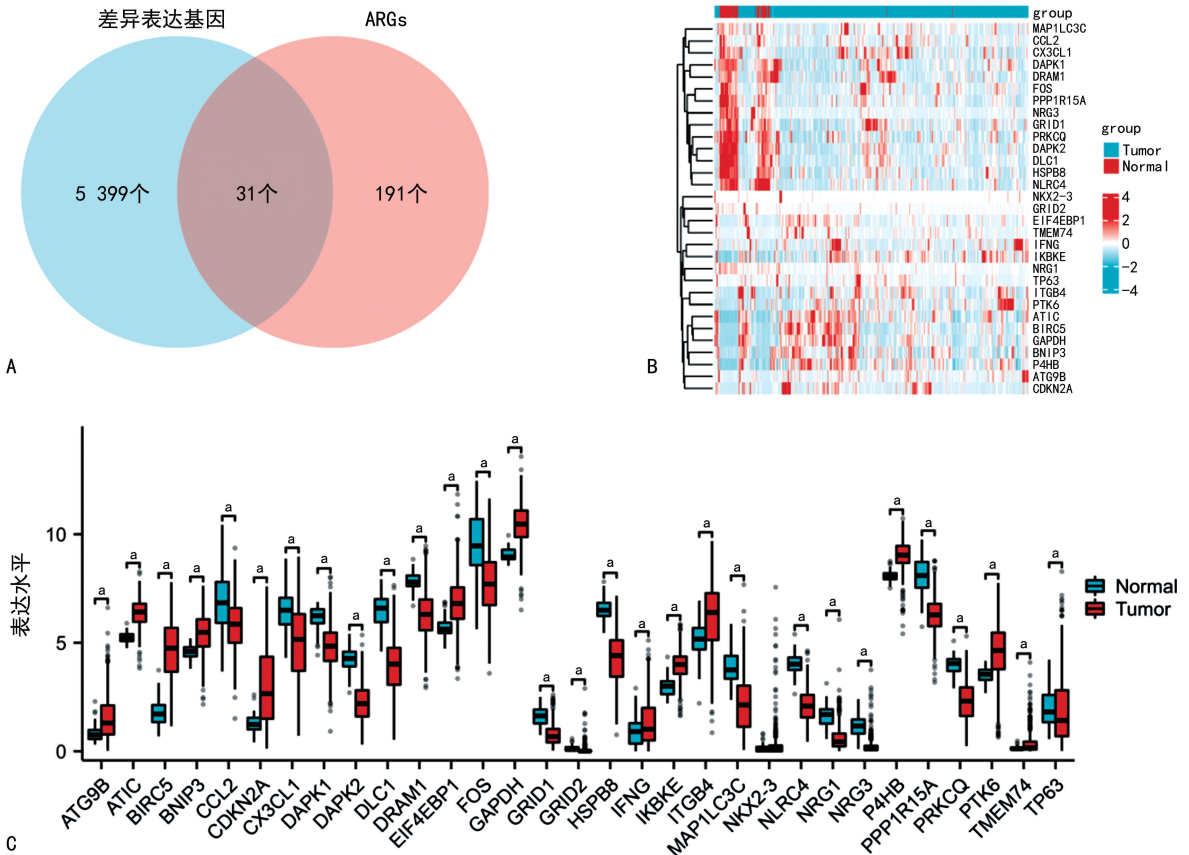 差异表达基因
ARGs
5 399个
31个
191个
A
group
MAP1LC3C
CCL2
CX3CL1
DAPK1
DRAM1
FOS
PPP1R15A
NRG3
GRID1
PRKCQ
DAPK2
DLC1
HSPB8
NLRC4
NKX2-3
GRID2
EIF4EBP1
TMEM74
IFNG
IKBKE
NRG1
TP63
ITGB4
PTK6
ATIC
BIRC5
GAPDH
BNIP3
P4HB
ATG9B
CDKN2A
group
Tumor
Normal
4
2
0
-2
-4
B
a a a a a a a a a a a a a a a a a a a a a a a a a a a a a a
表达水平
10
5
0
ATG9B
ATIC
BIRC5
BNIP3
CCL2
CDKN2A
CX3CL1
DAPK1
DAPK2
DLC1
DRAM1
EIF4EBP1
FOS
GAPDH
GRID1
GRID2
HSPB8
IFNG
IKBKE
ITGB4
MAP1LC3C
NKX2-3
NLRC4
NRG1
NRG3
P4HB
PPP1R15A
PRKCQ
PTK6
TMEM74
TP63
Normal
Tumor
C